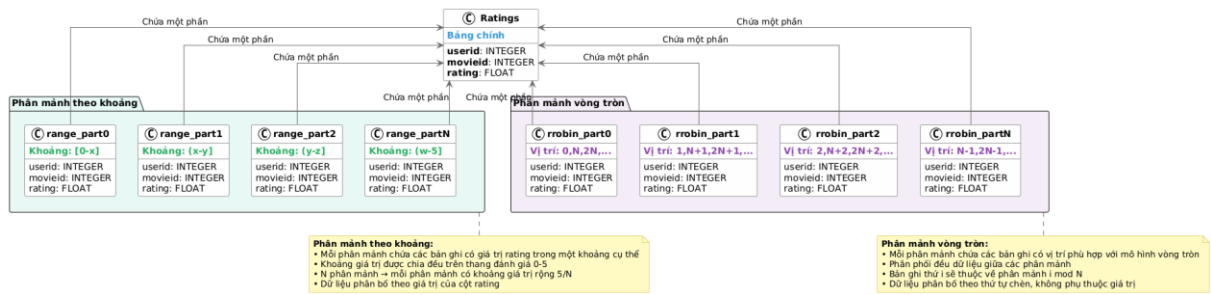 Ratings
Bảng chính
userid: INTEGER
movieid: INTEGER
rating: FLOAT
Chứa một phần
Chứa một phần
Chứa một phần
Chứa một phần
Chứa một phần
Chứa một phần
Chứa một phần
Chứa một phần
Phân mảnh theo khoảng
range_part0
Khoảng: [0-x]
userid: INTEGER
movieid: INTEGER
rating: FLOAT
range_part1
Khoảng: (x-y]
userid: INTEGER
movieid: INTEGER
rating: FLOAT
range_part2
Khoảng: (y-z]
userid: INTEGER
movieid: INTEGER
rating: FLOAT
range_partN
Khoảng: (w-5]
userid: INTEGER
movieid: INTEGER
rating: FLOAT
Phân mảnh vòng tròn
rrobin_part0
Vị trí: 0,N,2N,...
userid: INTEGER
movieid: INTEGER
rating: FLOAT
rrobin_part1
Vị trí: 1,N+1,2N+1,...
userid: INTEGER
movieid: INTEGER
rating: FLOAT
rrobin_part2
Vị trí: 2,N+2,2N+2,...
userid: INTEGER
movieid: INTEGER
rating: FLOAT
rrobin_partN
Vị trí: N-1,2N-1,...
userid: INTEGER
movieid: INTEGER
rating: FLOAT
Phân mảnh theo khoảng:
• Mỗi phân mảnh chứa các bản ghi có giá trị rating trong một khoảng cụ thể
• Khoảng giá trị được chia đều trên thang đánh giá 0-5
• N phân mảnh → mỗi phân mảnh có khoảng giá trị rộng 5/N
• Dữ liệu phân bố theo giá trị của cột rating
Phân mảnh vòng tròn:
• Mỗi phân mảnh chứa các bản ghi có vị trí phù hợp với mô hình vòng tròn
• Phân phối đều dữ liệu giữa các phân mảnh
• Bản ghi thứ i sẽ thuộc về phân mảnh i mod N
• Dữ liệu phân bố theo thứ tự chèn, không phụ thuộc giá trị